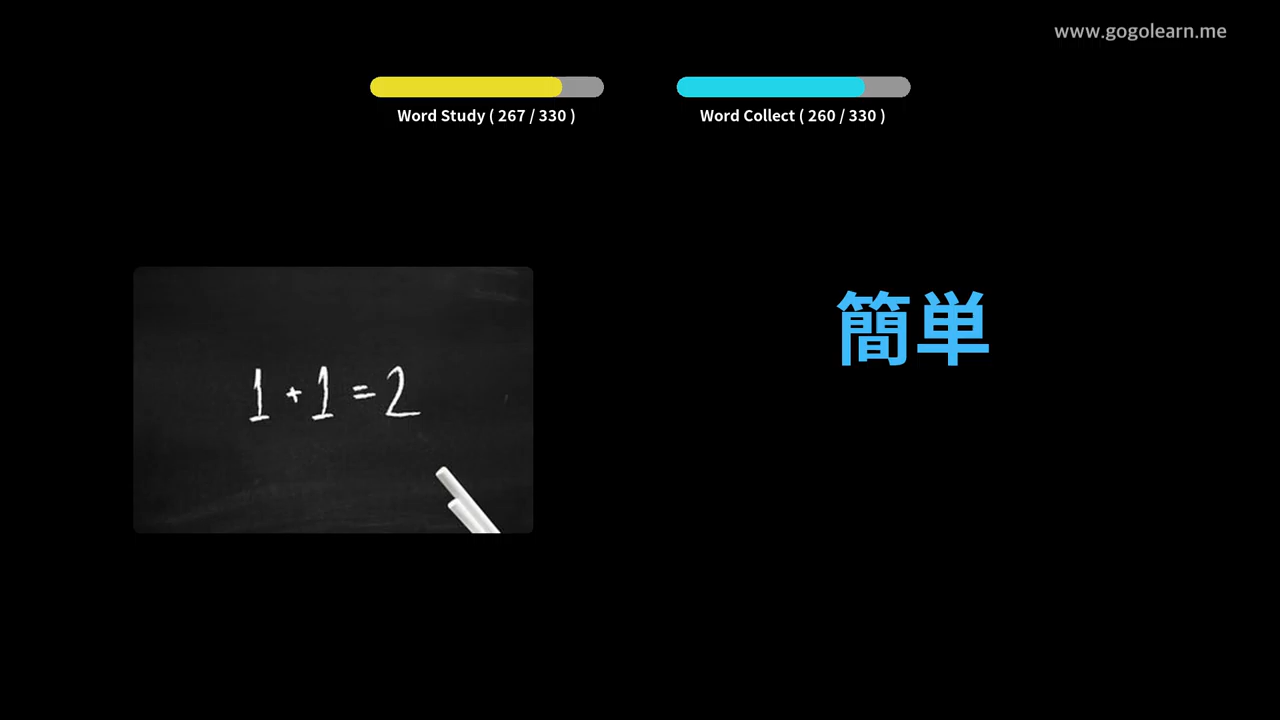 www.gogolearn.me
Word Study ( 267 / 330 )
Word Collect ( 260 / 330 )
1 + 1 = 2
簡単